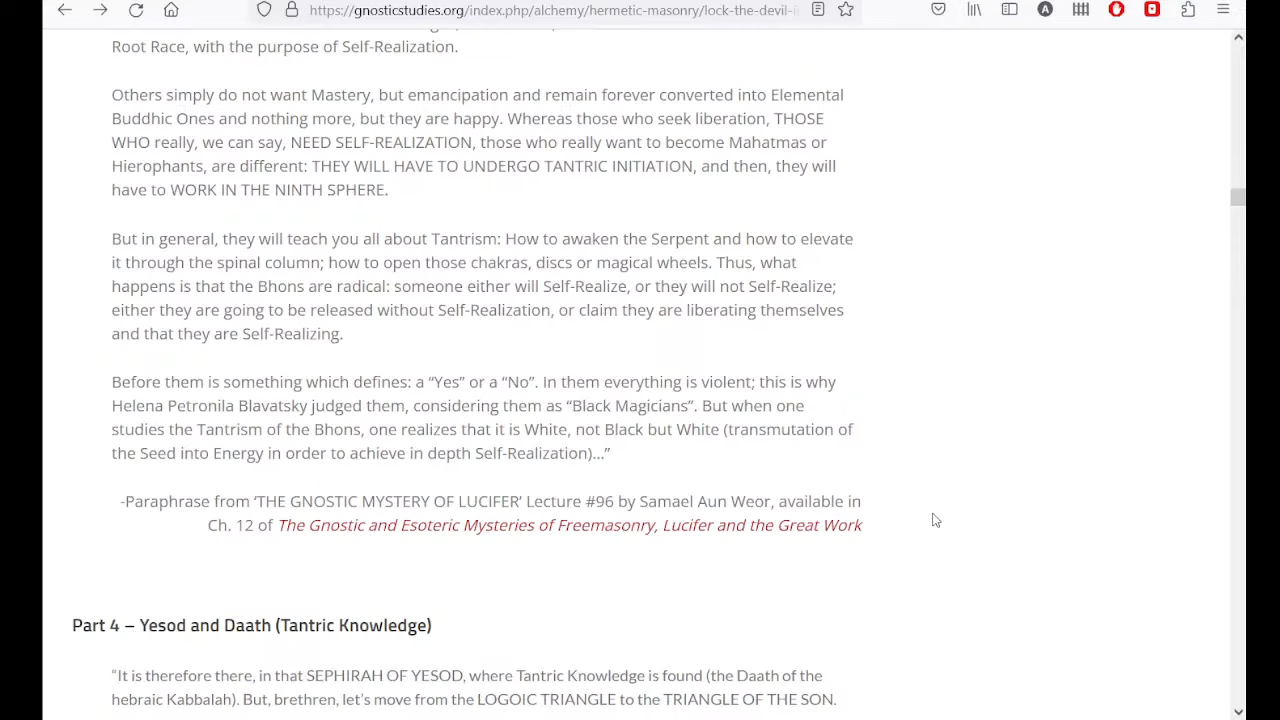 https://gnosticstudies.org/index.php/alchemy/hermetic-masonry/lock-the-devil-i
Root Race, with the purpose of Self-Realization.
Others simply do not want Mastery, but emancipation and remain forever converted into Elemental
Buddhic Ones and nothing more, but they are happy. Whereas those who seek liberation, THOSE
WHO really, we can say, NEED SELF-REALIZATION, those who really want to become Mahatmas or
Hierophants, are different: THEY WILL HAVE TO UNDERGO TANTRIC INITIATION, and then, they will
have to WORK IN THE NINTH SPHERE.
But in general, they will teach you all about Tantrism: How to awaken the Serpent and how to elevate
it through the spinal column; how to open those chakras, discs or magical wheels. Thus, what
happens is that the Bhons are radical: someone either will Self-Realize, or they will not Self-Realize;
either they are going to be released without Self-Realization, or claim they are liberating themselves
and that they are Self-Realizing.
Before them is something which defines: a “Yes” or a “No”. In them everything is violent; this is why
Helena Petronila Blavatsky judged them, considering them as “Black Magicians”. But when one
studies the Tantrism of the Bhons, one realizes that it is White, not Black but White (transmutation of
the Seed into Energy in order to achieve in depth Self-Realization)...”
-Paraphrase from ‘THE GNOSTIC MYSTERY OF LUCIFER’ Lecture #96 by Samael Aun Weor, available in
Ch. 12 of The Gnostic and Esoteric Mysteries of Freemasonry, Lucifer and the Great Work
Part 4 – Yesod and Daath (Tantric Knowledge)
“It is therefore there, in that SEPHIRAH OF YESOD, where Tantric Knowledge is found (the Daath of the
hebraic Kabbalah). But, brethren, let’s move from the LOGOIC TRIANGLE to the TRIANGLE OF THE SON.